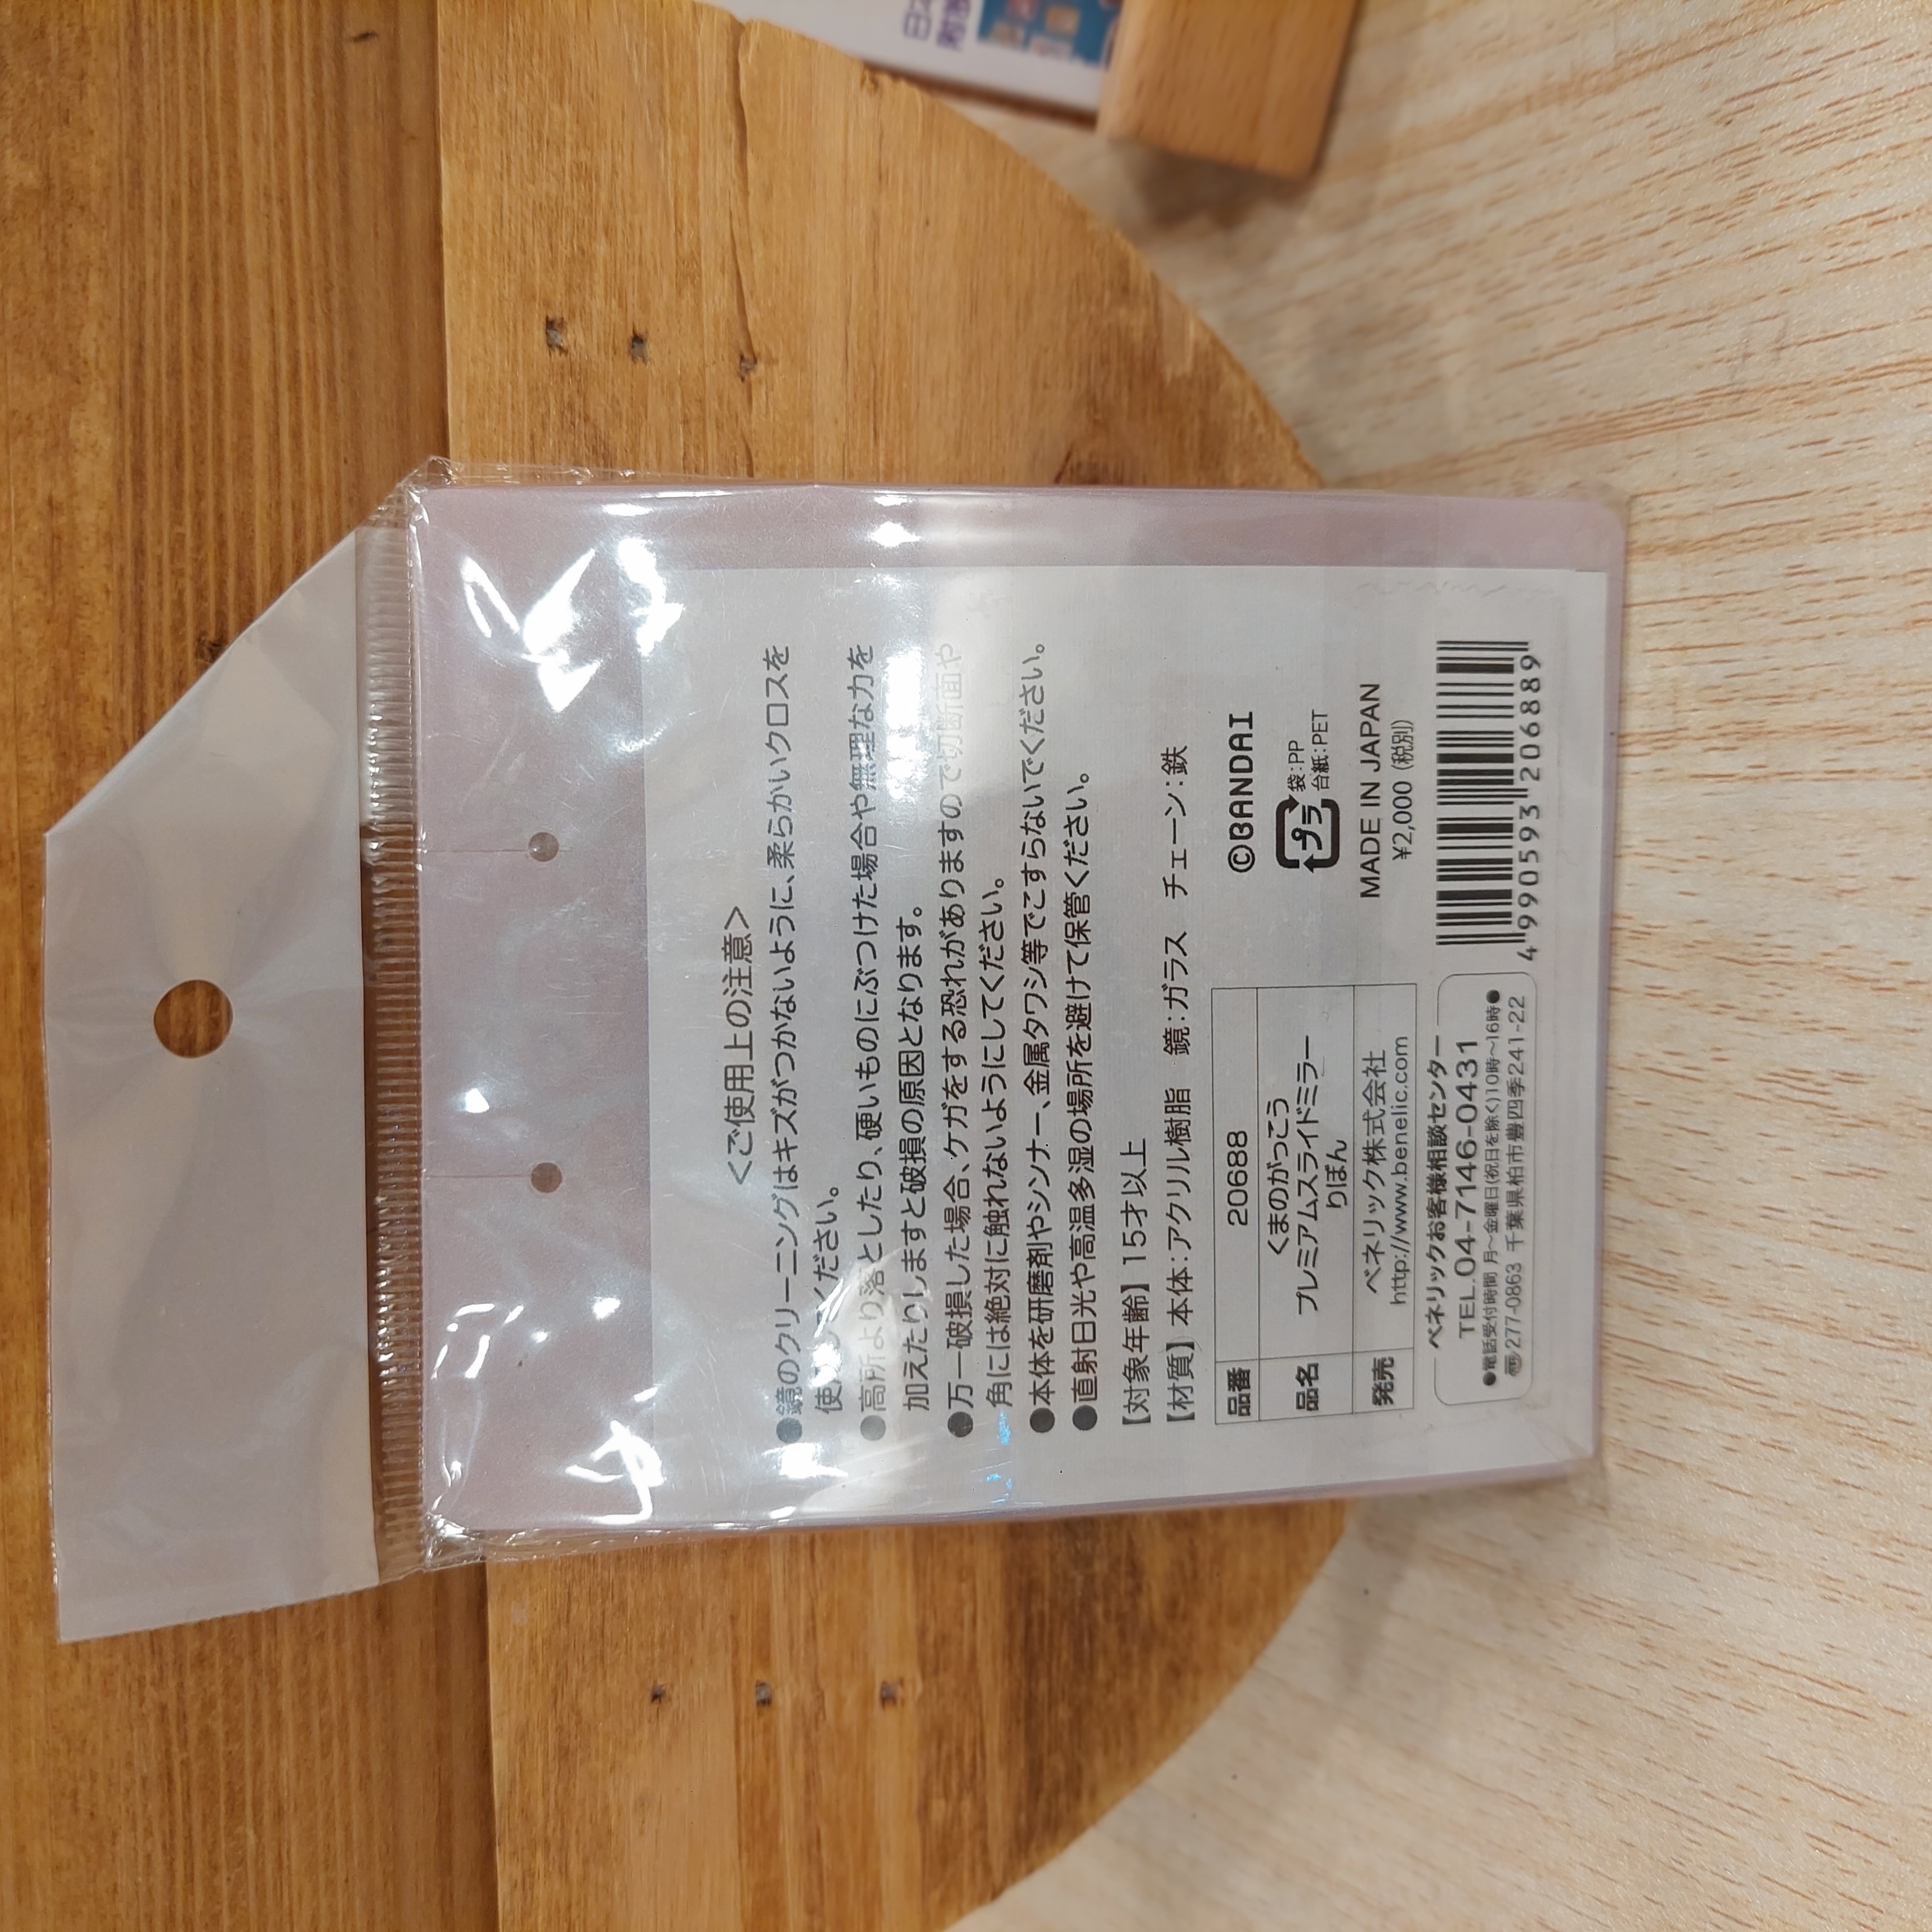 <ご使用上の注意>
●鏡のクリーニングはキズがつかないように、柔らかいクロスを
使ってください。
●高所より落としたり、硬いものにぶつけた場合や無理な力を
加えたりしますと破損の原因となります。
●万一破損した場合、ケガをする恐れがありますので切断面や
角には絶対に触れないようにしてください。
●本体を研磨剤やシンナー、金属タワシ等でこすらないでください。
●直射日光や高温多湿の場所を避けて保管ください。
【対象年齢】15才以上
【材質】本体:アクリル樹脂 鏡:ガラス チェーン:鉄
品番 20688
品名 くまのがっこう
プレミアムスライドミラー
りぼん
発売 ベネリック株式会社
http://www.benelic.com
ベネリックお客様相談センター
TEL.04-7146-0431
●電話受付時間 月〜金曜日(祝日を除く)10時〜16時●
〠277-0863 千葉県柏市豊四季241-22
©BANDAI
プラ 袋:PP
台紙:PET
MADE IN JAPAN
¥2,000 (税別)
4 990593 206889